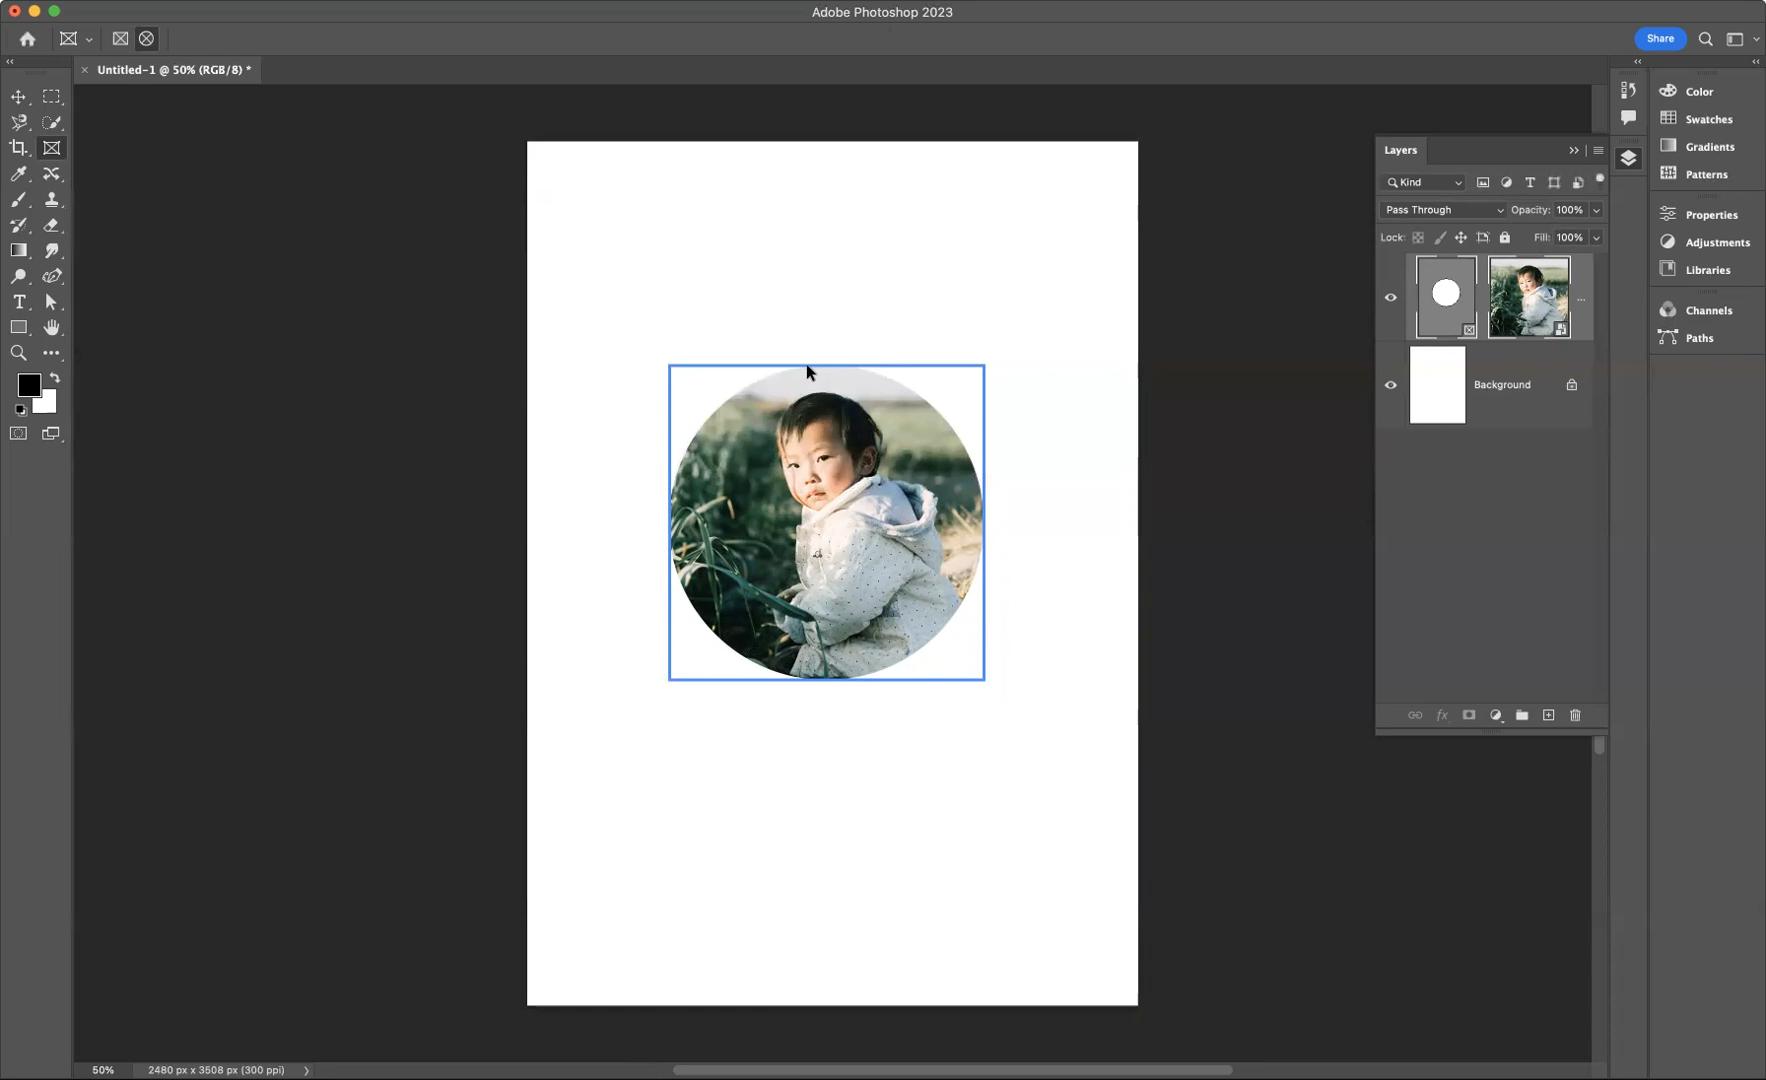 Adobe Photoshop 2023
Share
Untitled-1 @ 50% (RGB/8) *
Color
Swatches
Gradients
Patterns
Properties
Adjustments
Libraries
Channels
Paths
Layers
Kind
Pass Through
Opacity: 100%
Lock:
Fill: 100%
...
Background
fx
T
50%
2480 px x 3508 px (300 ppi)